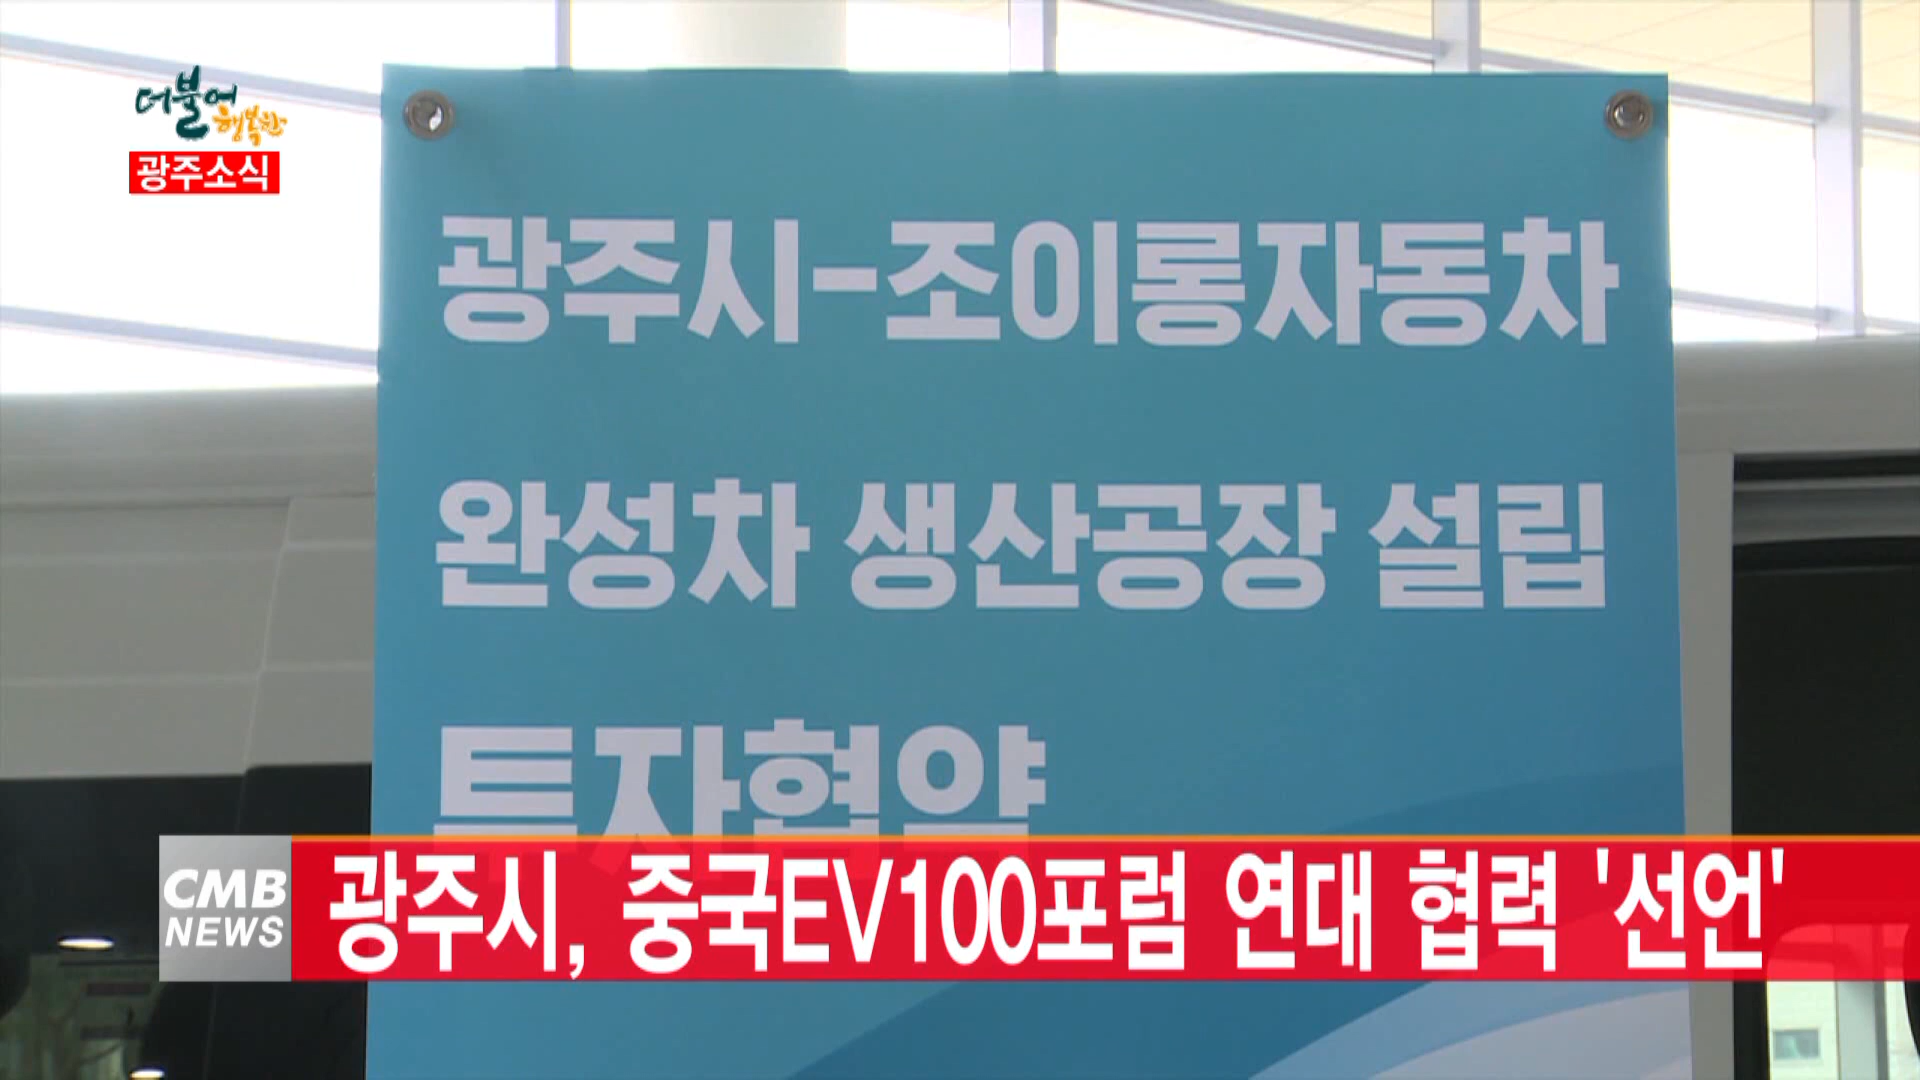 더불어
행복한
광주소식
광주시-조이롱자동차
완성차 생산공장 설립
투자협약
CMB
NEWS
광주시, 중국EV100포럼 연대 협력 '선언'